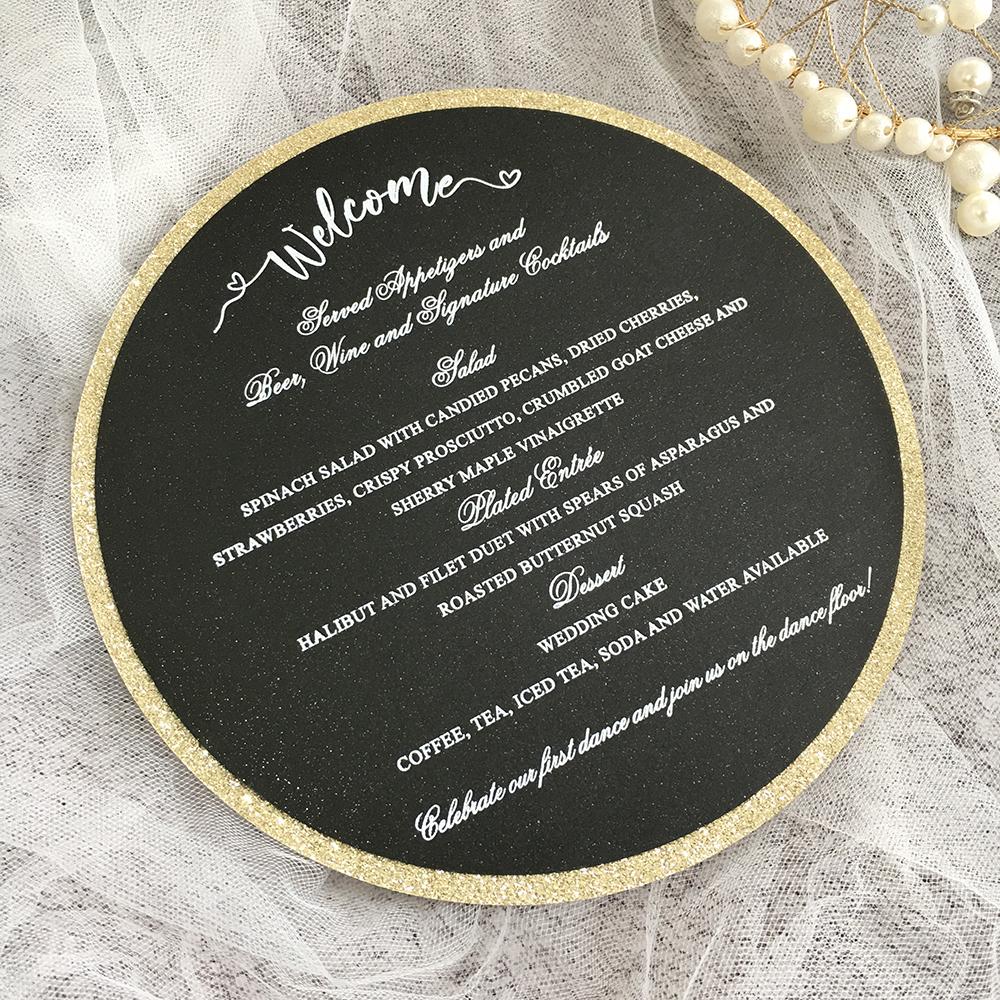 Welcome
Served Appetizers and
Beer, Wine and Signature Cocktails
Salad
SPINACH SALAD WITH CANDIED PECANS, DRIED CHERRIES,
STRAWBERRIES, CRISPY PROSCIUTTO, CRUMBLED GOAT CHEESE AND
SHERRY MAPLE VINAIGRETTE
Plated Entrée
HALIBUT AND FILET DUET WITH SPEARS OF ASPARAGUS AND
ROASTED BUTTERNUT SQUASH
Dessert
WEDDING CAKE
COFFEE, TEA, ICED TEA, SODA AND WATER AVAILABLE
Celebrate our first dance and join us on the dance floor!